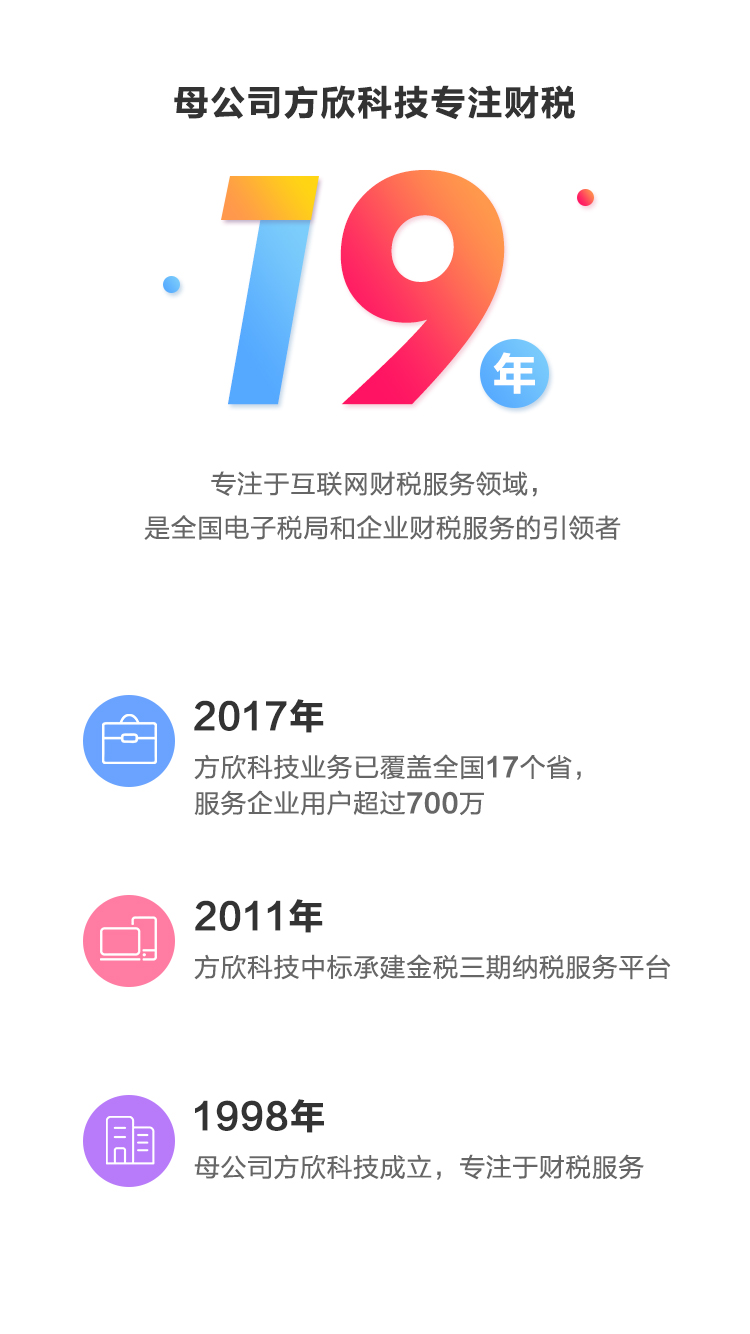 母公司方欣科技专注财税
19年
专注于互联网财税服务领域，
是全国电子税局和企业财税服务的引领者
2017年
方欣科技业务已覆盖全国17个省，
服务企业用户超过700万
2011年
方欣科技中标承建金税三期纳税服务平台
1998年
母公司方欣科技成立，专注于财税服务